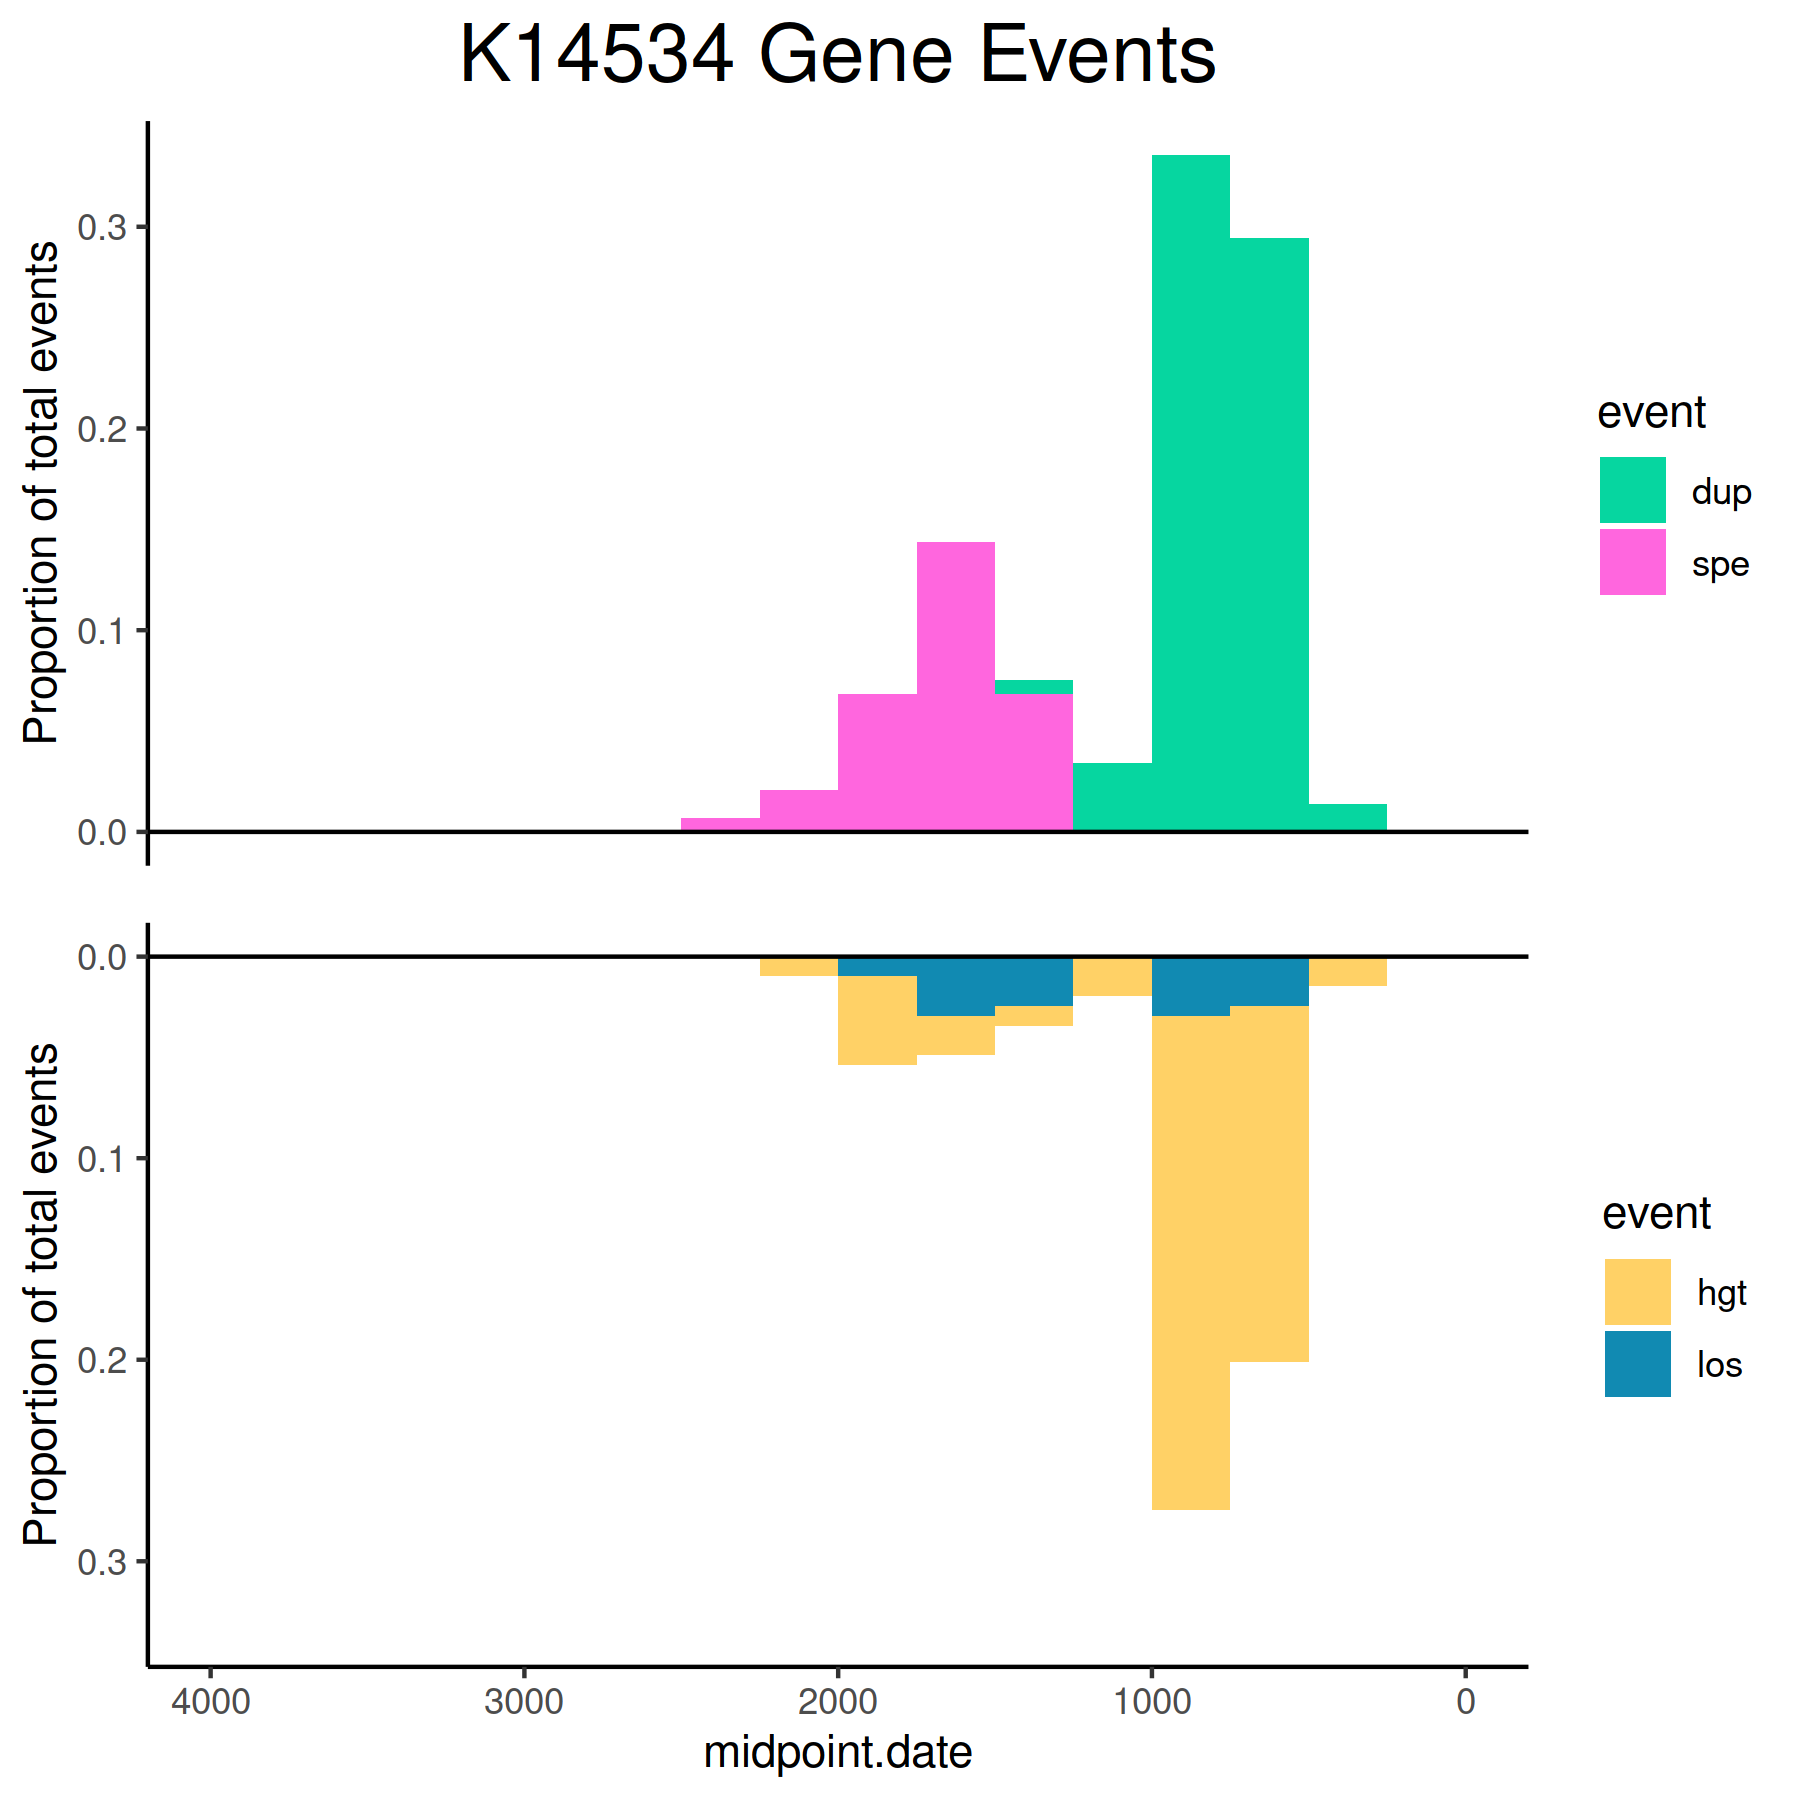 K14534 Gene Events
Proportion of total events
0.3
0.2
0.1
0.0
event
dup
spe
Proportion of total events
0.0
0.1
0.2
0.3
event
hgt
los
4000 3000 2000 1000 0
midpoint.date